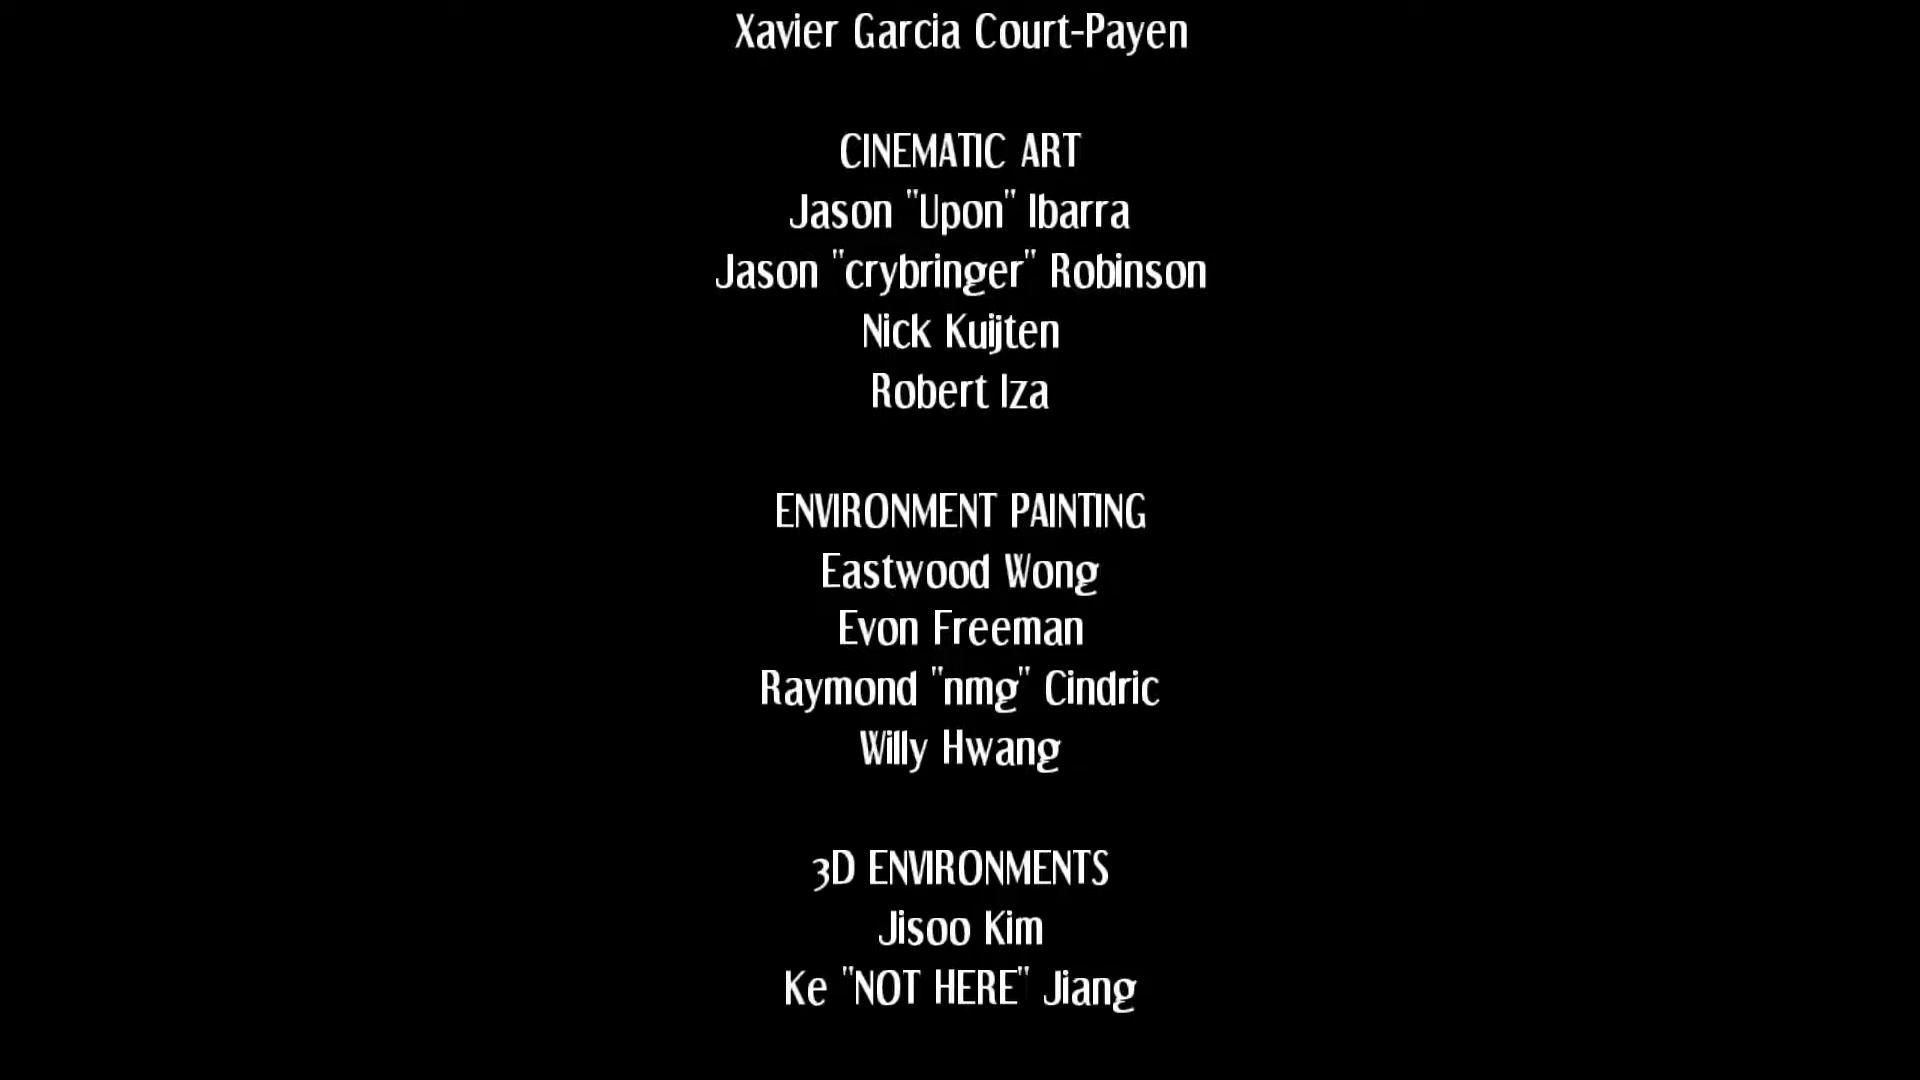 Xavier Garcia Court-Payen
CINEMATIC ART
Jason "Upon" Ibarra
Jason "crybringer" Robinson
Nick Kuijten
Robert Iza
ENVIRONMENT PAINTING
Eastwood Wong
Evon Freeman
Raymond "nmg" Cindric
Willy Hwang
3D ENVIRONMENTS
Jisoo Kim
Ke "NOT HERE" Jiang